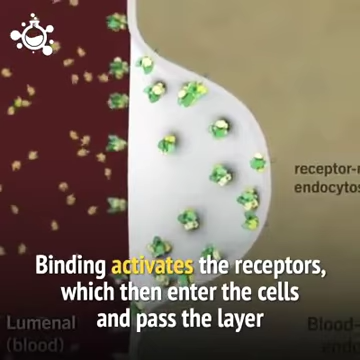 receptor-
endocytos
Binding activates the receptors,
which then enter the cells
and pass the layer
Lumenal
(blood)
Blood-